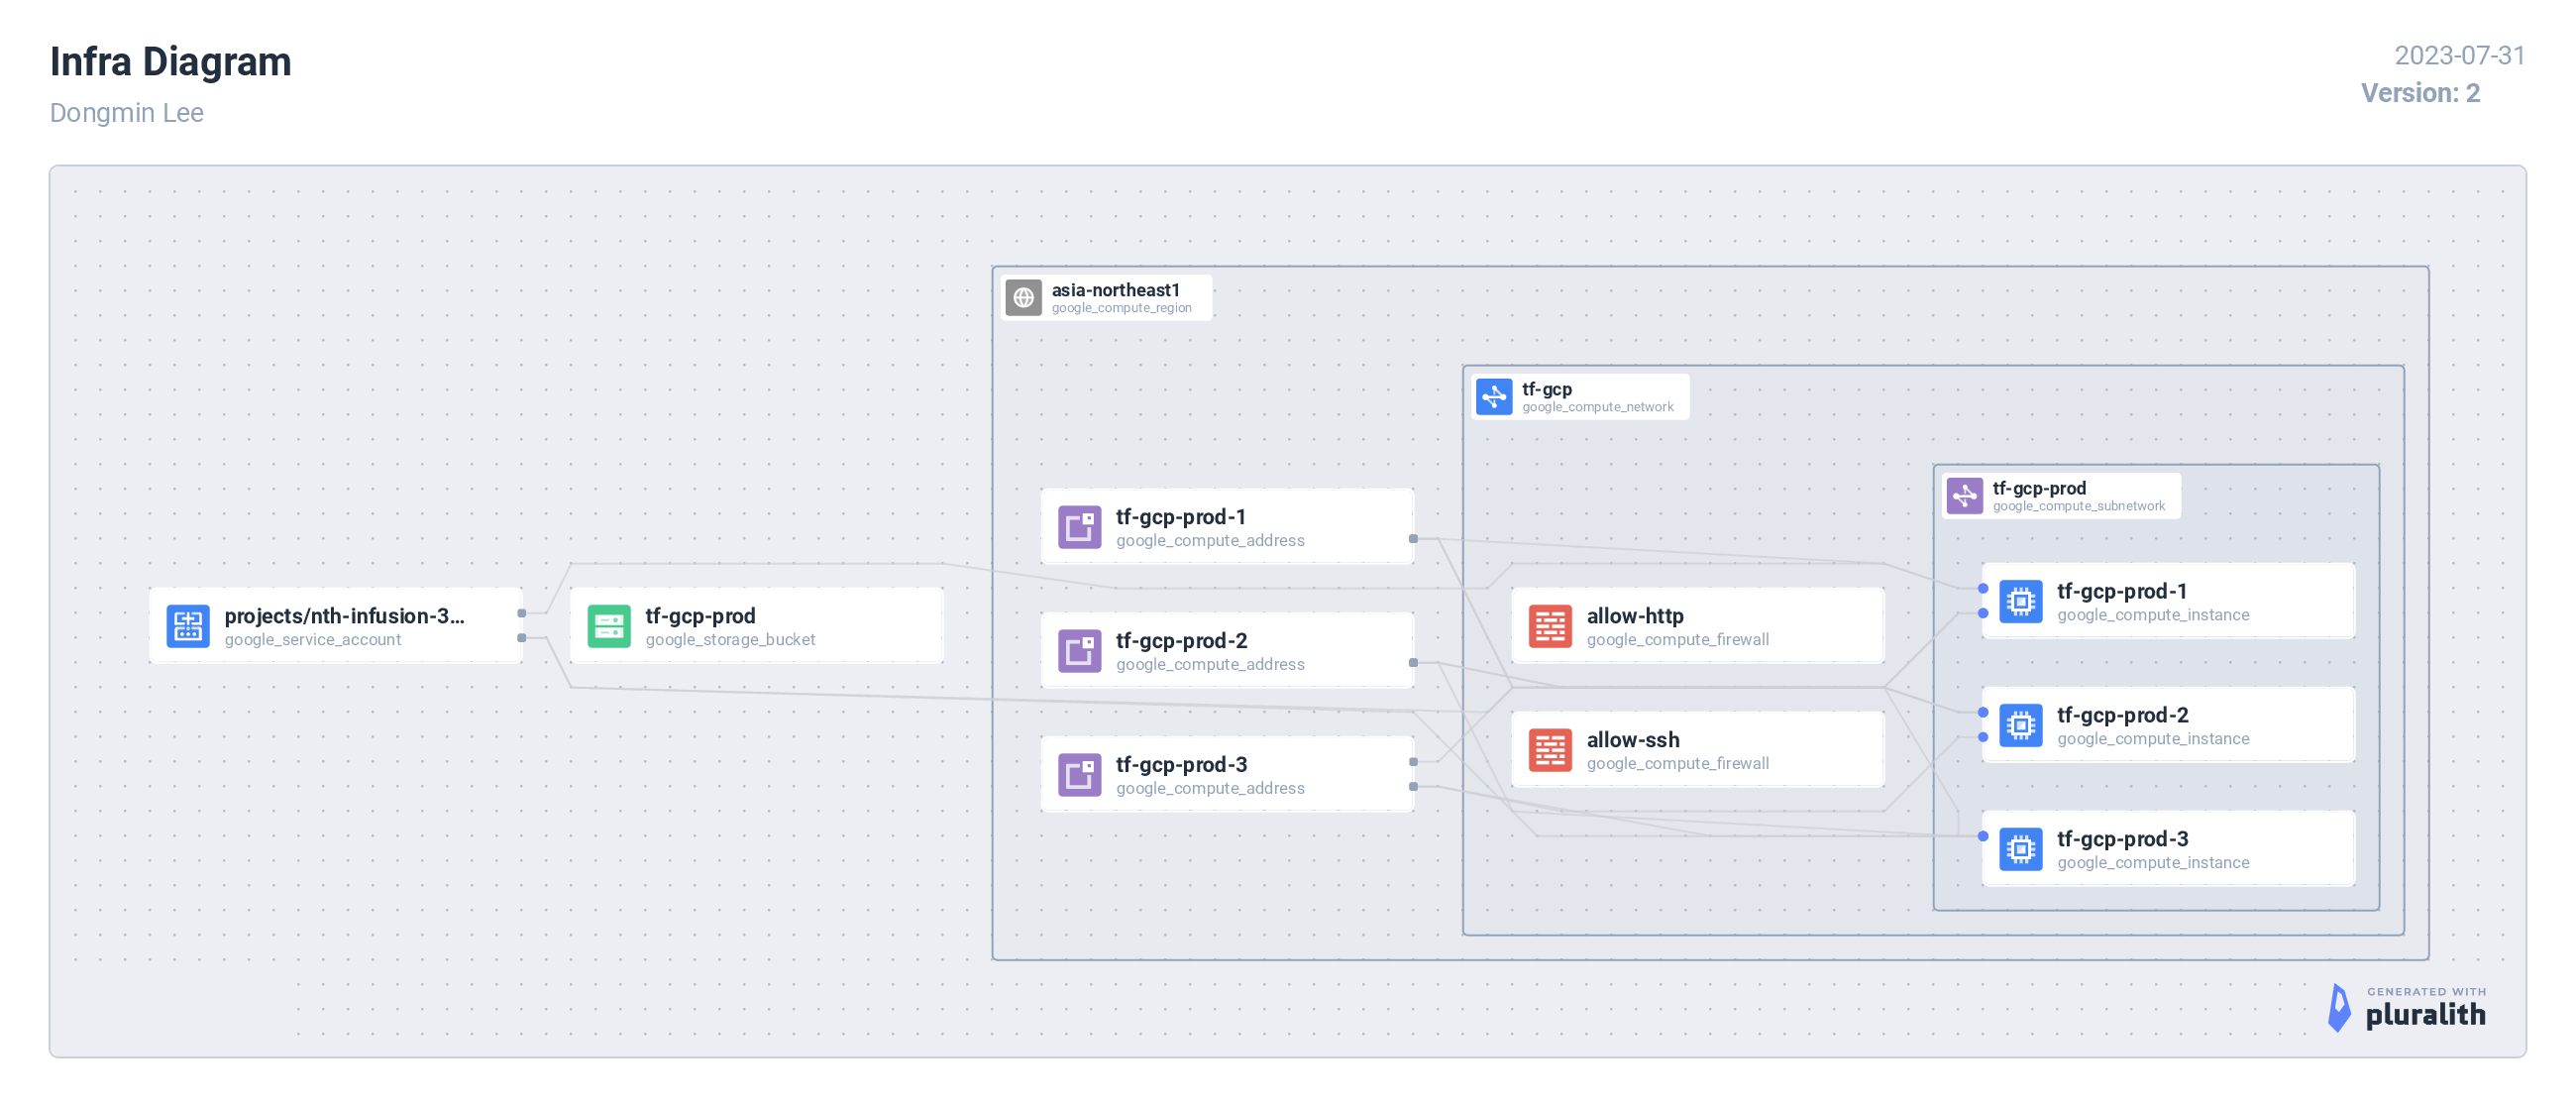 Infra Diagram
Dongmin Lee
2023-07-31
Version: 2
asia-northeast1
google_compute_region
tf-gcp
google_compute_network
tf-gcp-prod
google_compute_subnetwork
projects/nth-infusion-3...
google_service_account
tf-gcp-prod
google_storage_bucket
tf-gcp-prod-1
google_compute_address
tf-gcp-prod-2
google_compute_address
tf-gcp-prod-3
google_compute_address
allow-http
google_compute_firewall
allow-ssh
google_compute_firewall
tf-gcp-prod-1
google_compute_instance
tf-gcp-prod-2
google_compute_instance
tf-gcp-prod-3
google_compute_instance
GENERATED WITH
pluralith